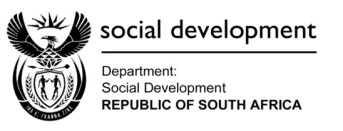 social development
Department:
Social Development
REPUBLIC OF SOUTH AFRICA